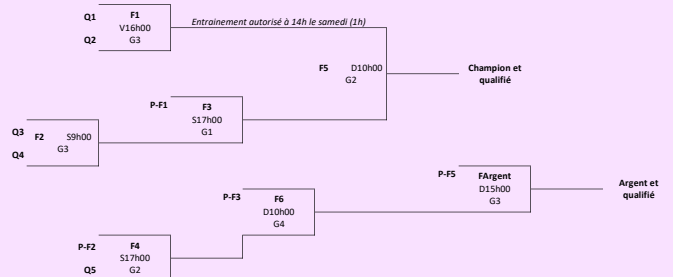 Q1
F1
V16h00
Q2
G3
Entrainement autorisé à 14h le samedi (1h)
F5 D10h00
G2
Champion et
qualifié
P-F1
F3
S17h00
G1
Q3
F2 S9h00
G3
Q4
P-F5
FArgent
D15h00
G3
Argent et
qualifié
P-F3
F6
D10h00
G4
P-F2
F4
S17h00
Q5
G2